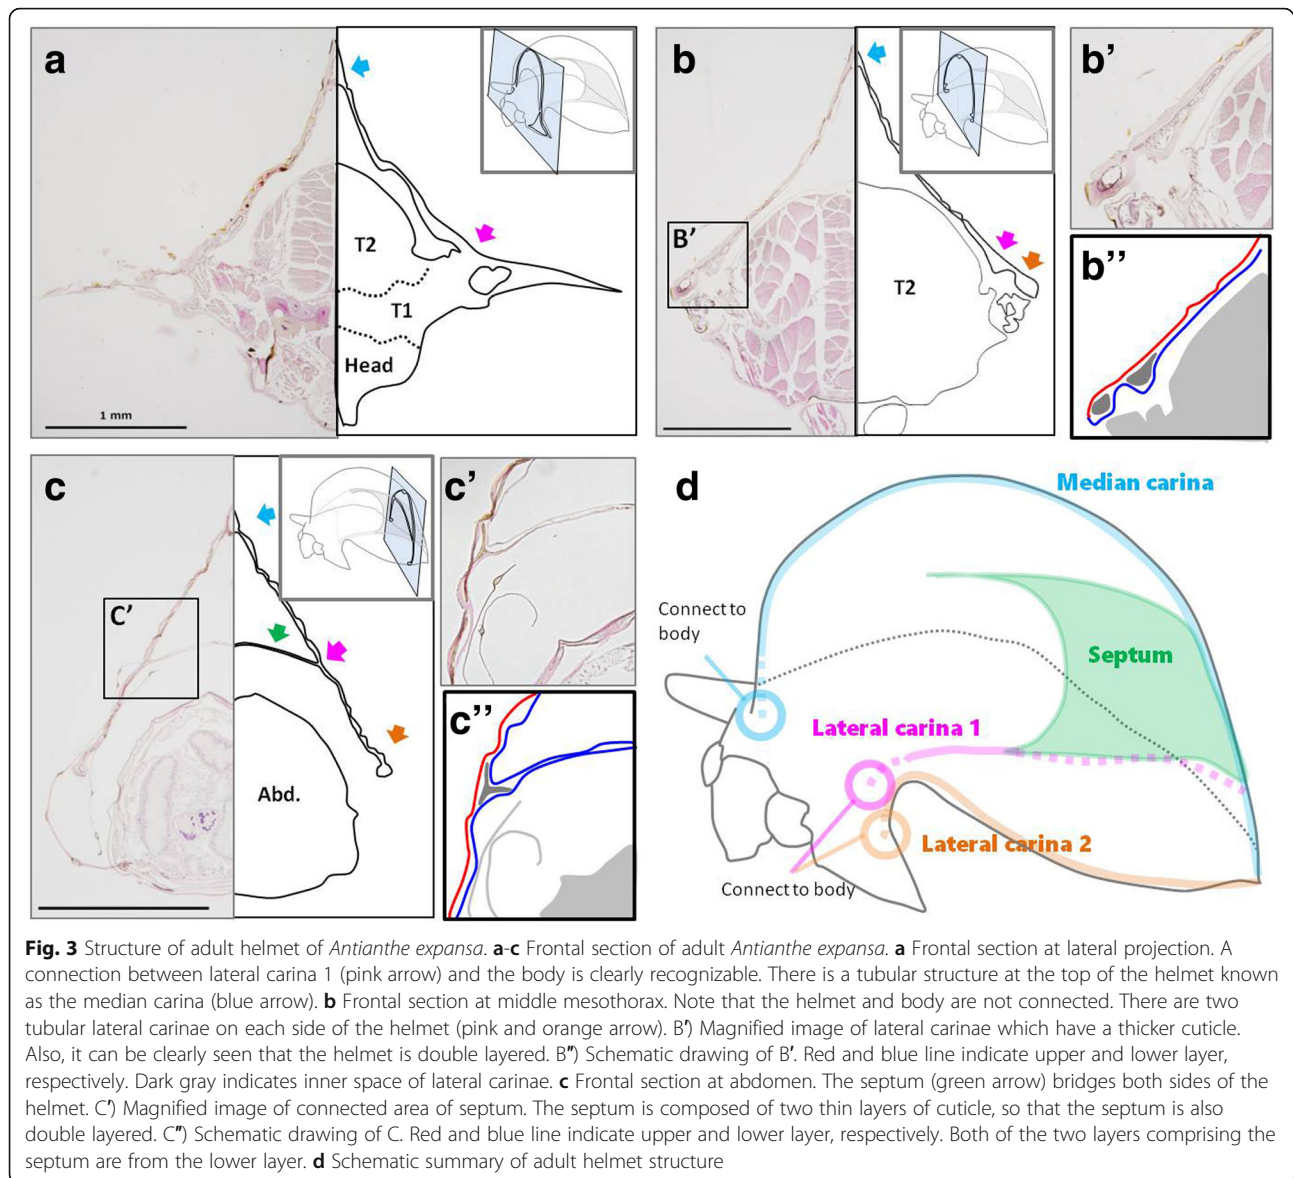 a
T2
T1
Head
1 mm
b
B’
T2
b’
b’’
c
C’
Abd.
c’
c’’
d
Median carina
Connect to
body
Septum
Lateral carina 1
Lateral carina 2
Connect to body
Fig. 3 Structure of adult helmet of Antianthe expansa. a-c Frontal section of adult Antianthe expansa. a Frontal section at lateral projection. A
connection between lateral carina 1 (pink arrow) and the body is clearly recognizable. There is a tubular structure at the top of the helmet known
as the median carina (blue arrow). b Frontal section at middle mesothorax. Note that the helmet and body are not connected. There are two
tubular lateral carinae on each side of the helmet (pink and orange arrow). B′) Magnified image of lateral carinae which have a thicker cuticle.
Also, it can be clearly seen that the helmet is double layered. B″) Schematic drawing of B′. Red and blue line indicate upper and lower layer,
respectively. Dark gray indicates inner space of lateral carinae. c Frontal section at abdomen. The septum (green arrow) bridges both sides of the
helmet. C′) Magnified image of connected area of septum. The septum is composed of two thin layers of cuticle, so that the septum is also
double layered. C″) Schematic drawing of C. Red and blue line indicate upper and lower layer, respectively. Both of the two layers comprising the
septum are from the lower layer. d Schematic summary of adult helmet structure